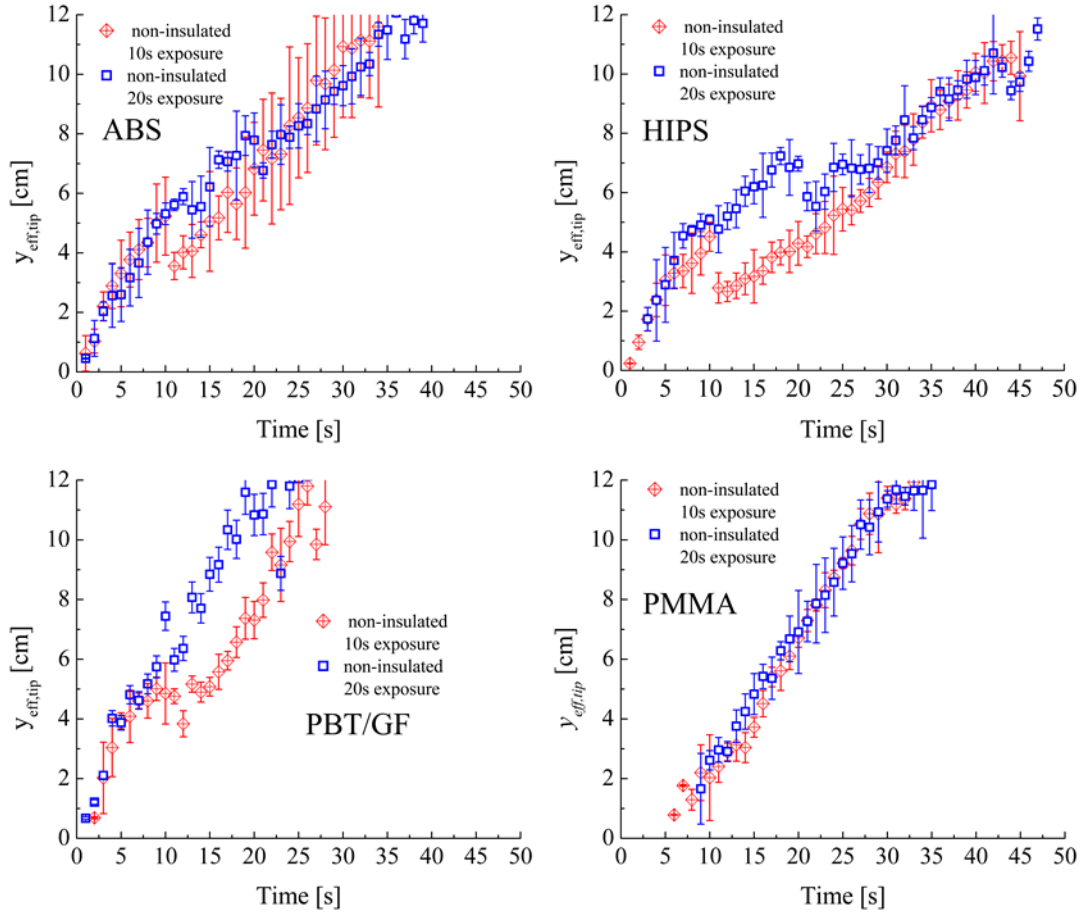 12
10
8
6
4
2
0
y_eff,tip [cm]
non-insulated
10s exposure
non-insulated
20s exposure
ABS
0 5 10 15 20 25 30 35 40 45 50
Time [s]
12
10
8
6
4
2
0
y_eff,tip [cm]
non-insulated
10s exposure
non-insulated
20s exposure
HIPS
0 5 10 15 20 25 30 35 40 45 50
Time [s]
12
10
8
6
4
2
0
y_eff,tip [cm]
non-insulated
10s exposure
non-insulated
20s exposure
PBT/GF
0 5 10 15 20 25 30 35 40 45 50
Time [s]
12
10
8
6
4
2
0
y_eff,tip [cm]
non-insulated
10s exposure
non-insulated
20s exposure
PMMA
0 5 10 15 20 25 30 35 40 45 50
Time [s]